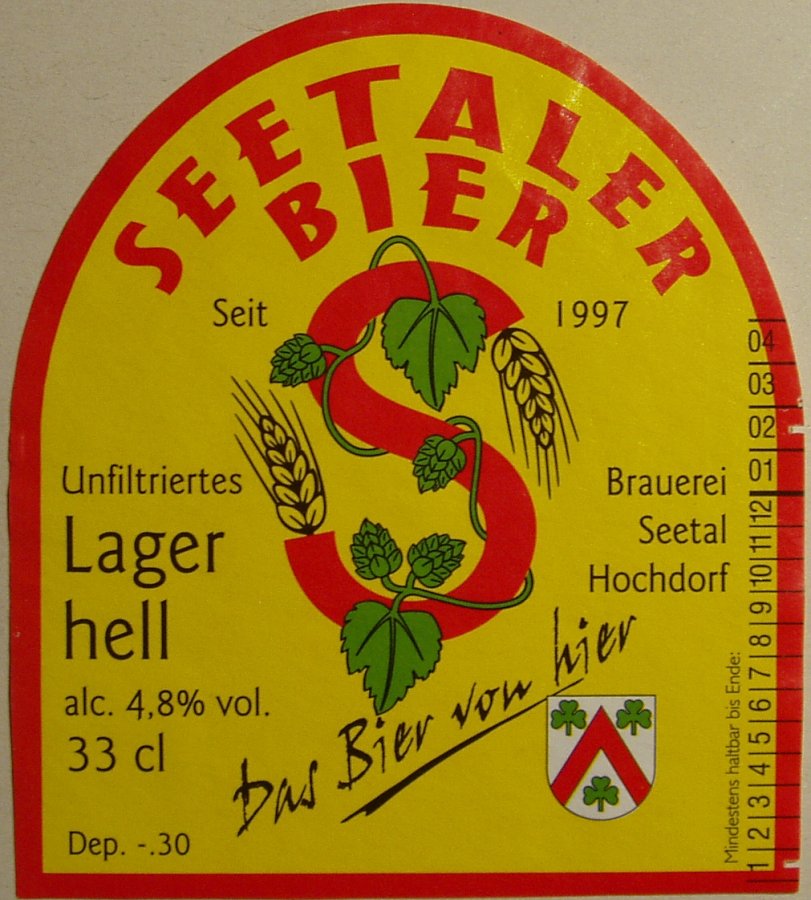 SEETALER
BIER
Seit 1997
Unfiltriertes
Lager
hell
alc. 4,8% vol.
33 cl
Dep. -.30
Brauerei
Seetal
Hochdorf
Das Bier von hier
Mindestens haltbar bis Ende:
1|2|3|4|5|6|7|8|9|10|11|12
01
02
03
04